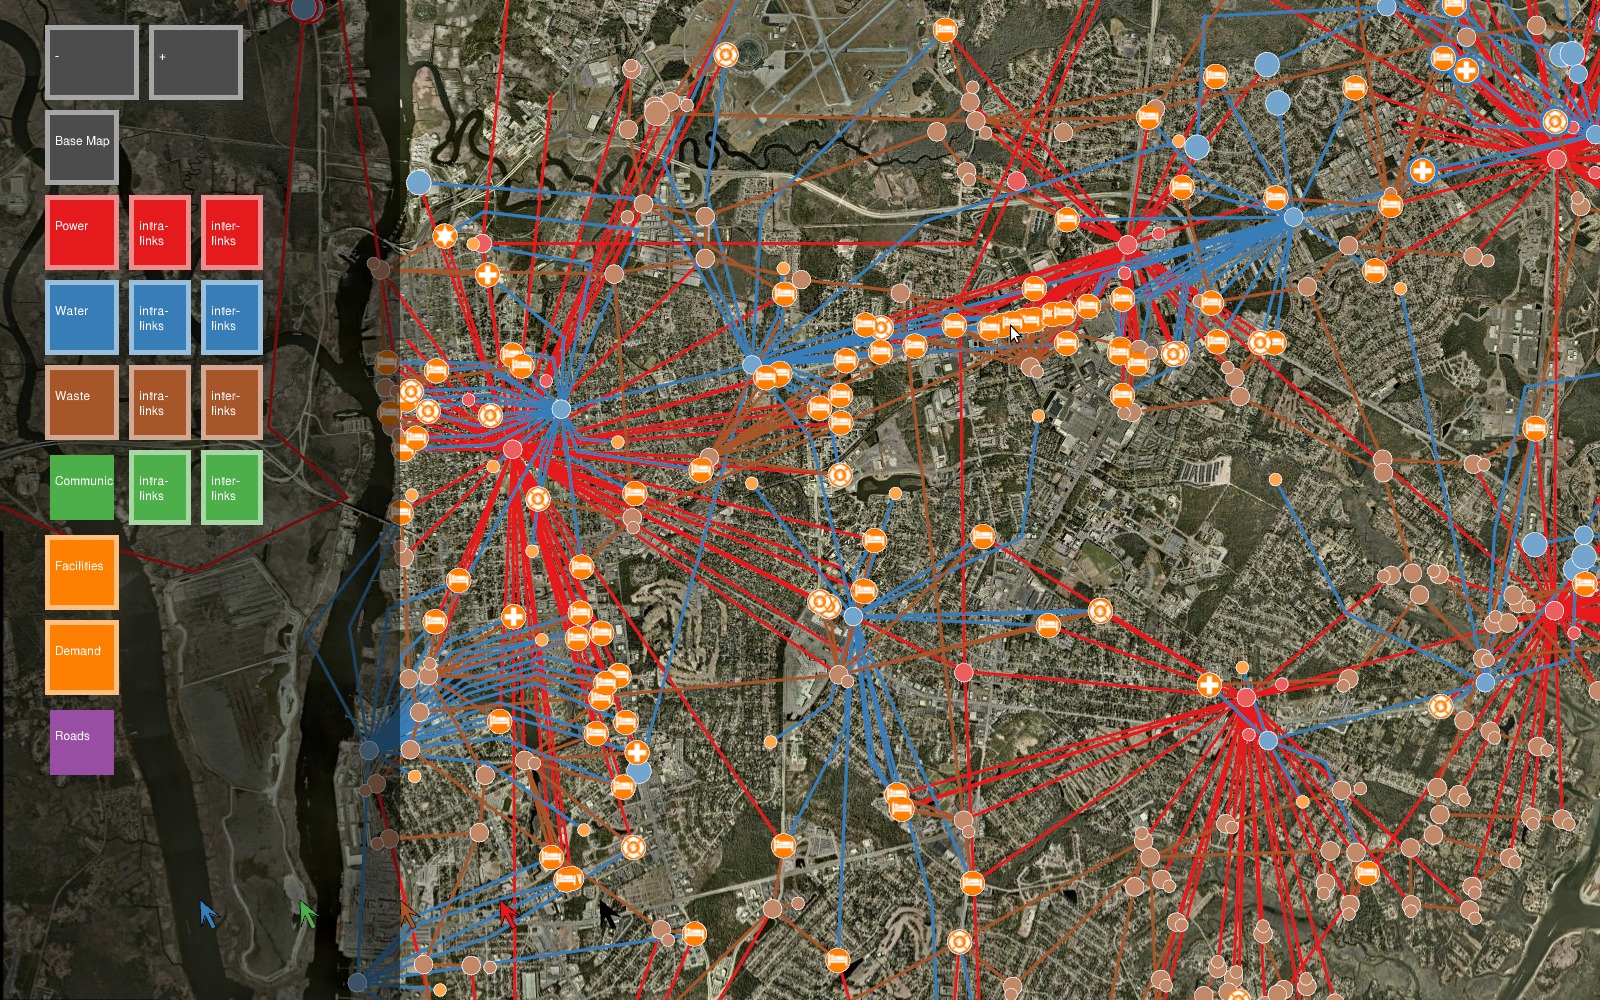 -
+
Base Map
Power
intra-
links
inter-
links
Water
intra-
links
inter-
links
Waste
intra-
links
inter-
links
Communic
intra-
links
inter-
links
Facilities
Demand
Roads